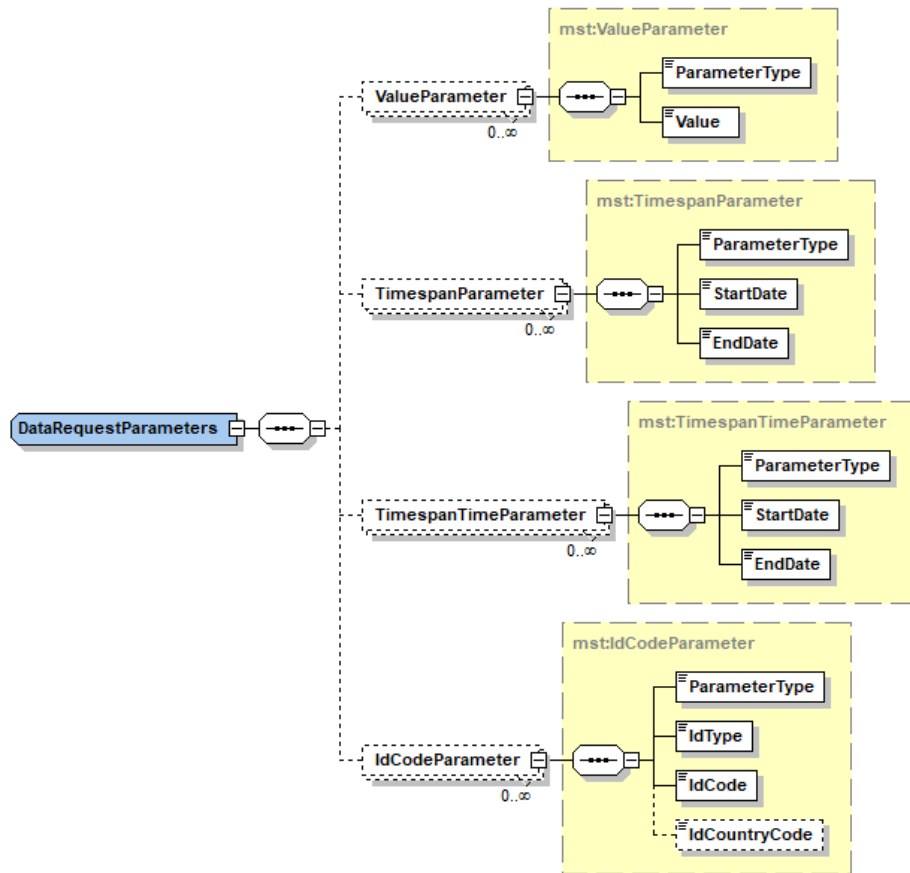 mst:ValueParameter
ValueParameter
0..∞
ParameterType
Value
mst:TimespanParameter
TimespanParameter
0..∞
ParameterType
StartDate
EndDate
DataRequestParameters
mst:TimespanTimeParameter
TimespanTimeParameter
0..∞
ParameterType
StartDate
EndDate
mst:IdCodeParameter
IdCodeParameter
0..∞
ParameterType
IdType
IdCode
IdCountryCode